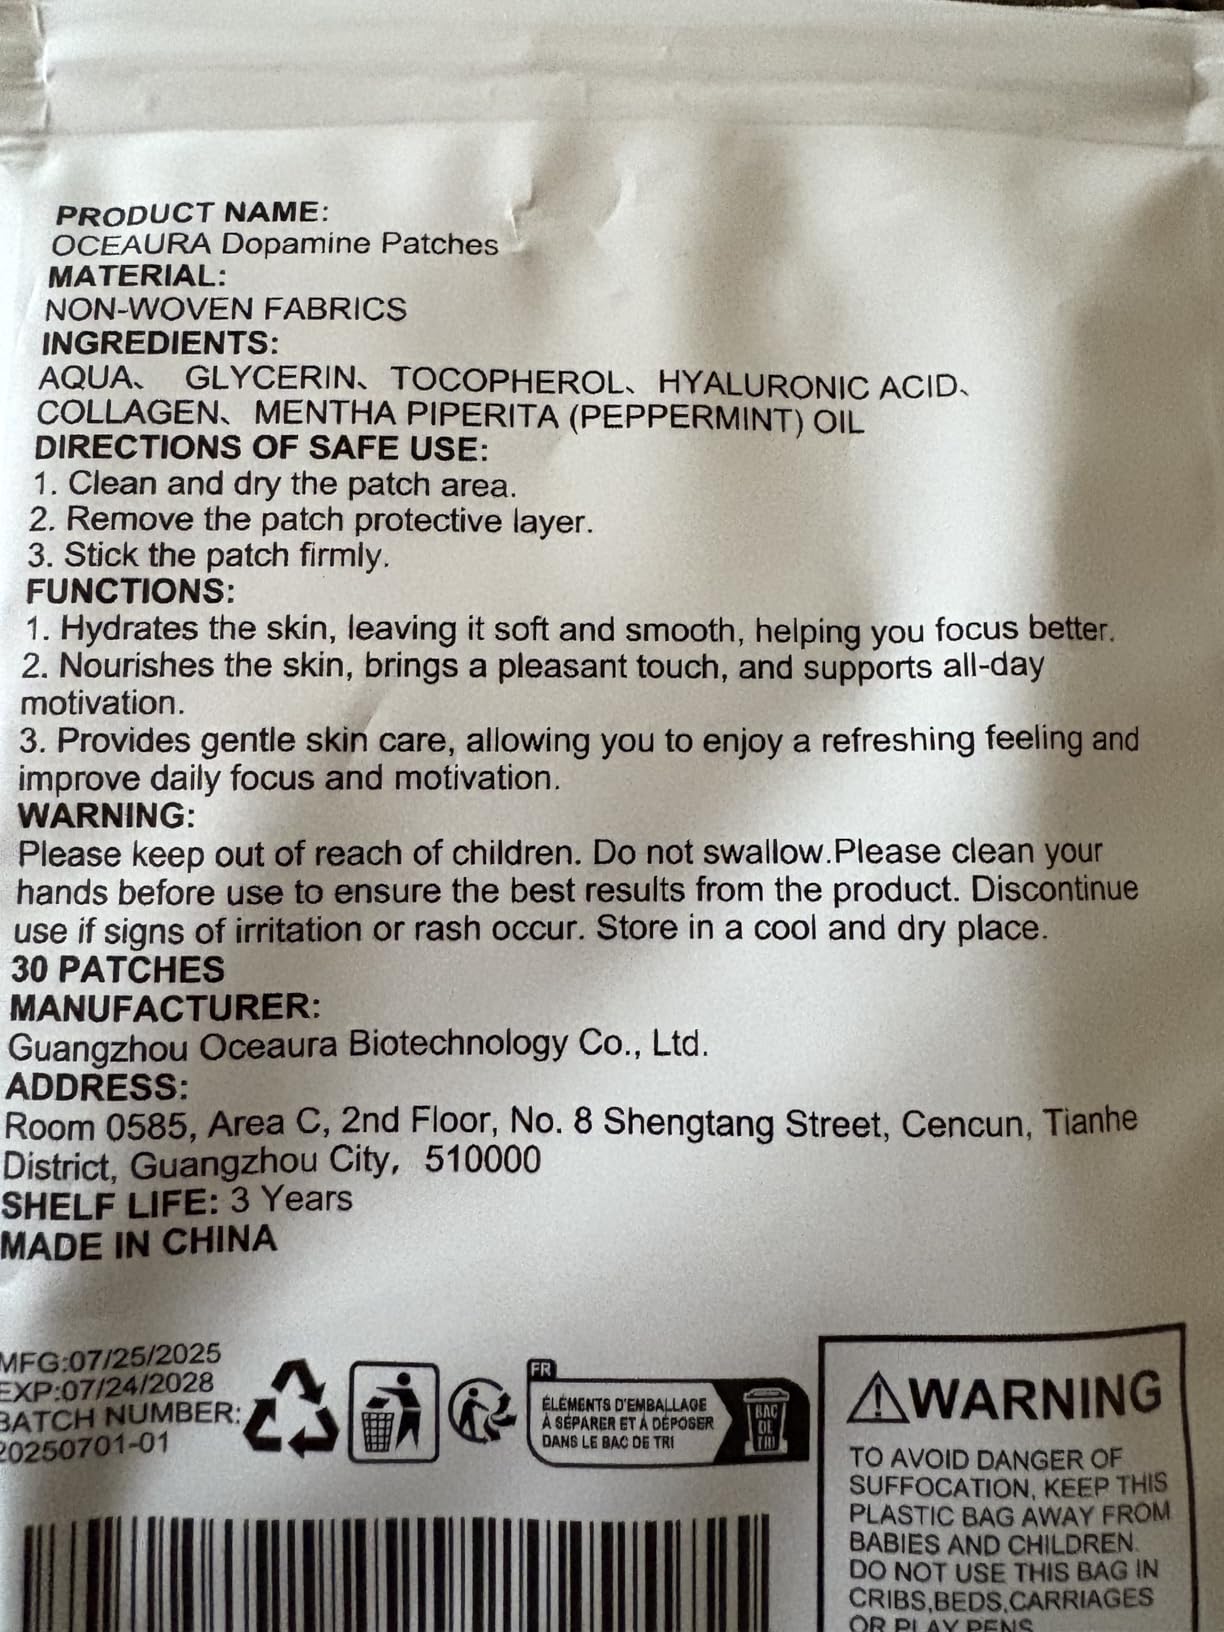 PRODUCT NAME:
OCEAURA Dopamine Patches
MATERIAL:
NON-WOVEN FABRICS
INGREDIENTS:
AQUA、 GLYCERIN、TOCOPHEROL、HYALURONIC ACID、
COLLAGEN、MENTHA PIPERITA (PEPPERMINT) OIL
DIRECTIONS OF SAFE USE:
1. Clean and dry the patch area.
2. Remove the patch protective layer.
3. Stick the patch firmly.
FUNCTIONS:
1. Hydrates the skin, leaving it soft and smooth, helping you focus better.
2. Nourishes the skin, brings a pleasant touch, and supports all-day
motivation.
3. Provides gentle skin care, allowing you to enjoy a refreshing feeling and
improve daily focus and motivation.
WARNING:
Please keep out of reach of children. Do not swallow.Please clean your
hands before use to ensure the best results from the product. Discontinue
use if signs of irritation or rash occur. Store in a cool and dry place.
30 PATCHES
MANUFACTURER:
Guangzhou Oceaura Biotechnology Co., Ltd.
ADDRESS:
Room 0585, Area C, 2nd Floor, No. 8 Shengtang Street, Cencun, Tianhe
District, Guangzhou City, 510000
SHELF LIFE: 3 Years
MADE IN CHINA
MFG:07/25/2025
EXP:07/24/2028
BATCH NUMBER:
20250701-01
FR
ÉLÉMENTS D'EMBALLAGE
À SÉPARER ET À DÉPOSER
DANS LE BAC DE TRI
BAC
DE
TRI
WARNING
TO AVOID DANGER OF
SUFFOCATION, KEEP THIS
PLASTIC BAG AWAY FROM
BABIES AND CHILDREN.
DO NOT USE THIS BAG IN
CRIBS,BEDS,CARRIAGES
OR PLAY PENS